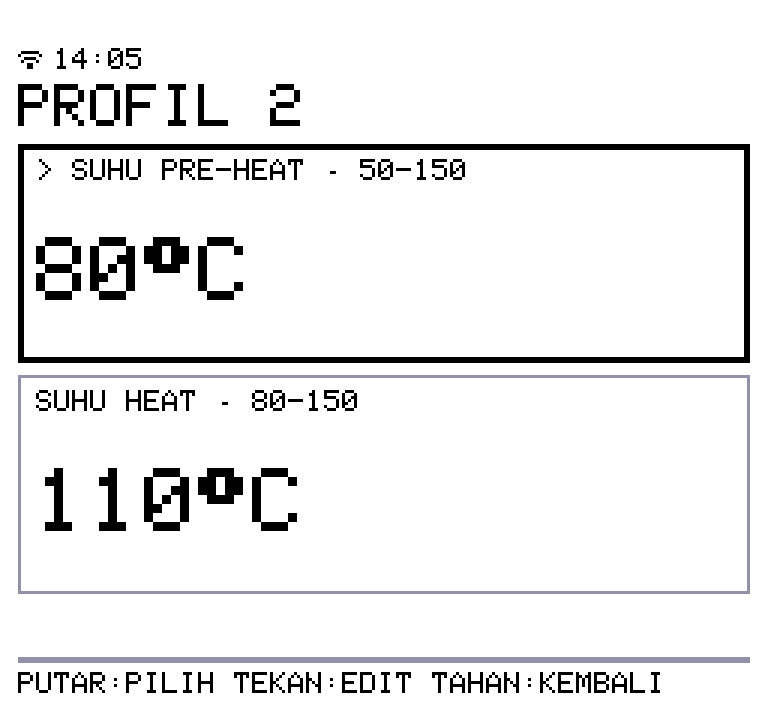 14:05
PROFIL 2
> SUHU PRE-HEAT - 50-150
80°C
SUHU HEAT - 80-150
110°C
PUTAR:PILIH TEKAN:EDIT TAHAN:KEMBALI